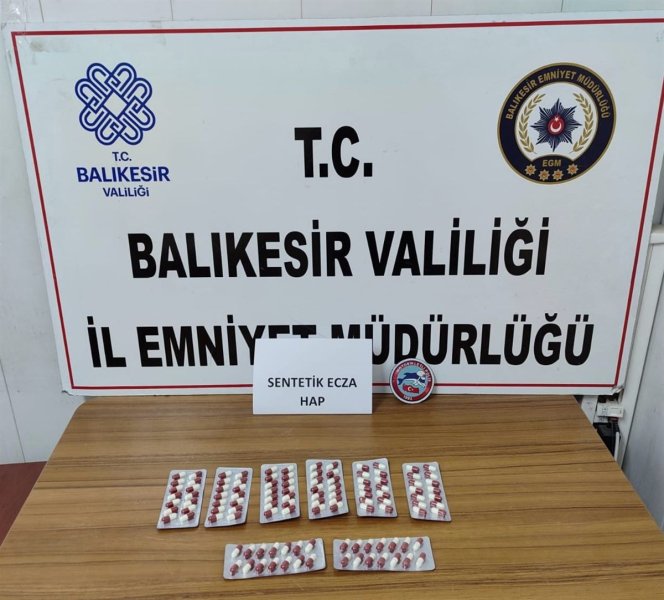 T.C.
BALIKESİR
VALİLİĞİ
BALIKESİR EMNİYET MÜDÜRLÜĞÜ
EGM
T.C.
BALIKESİR VALİLİĞİ
İL EMNİYET MÜDÜRLÜĞÜ
SENTETİK ECZA
HAP